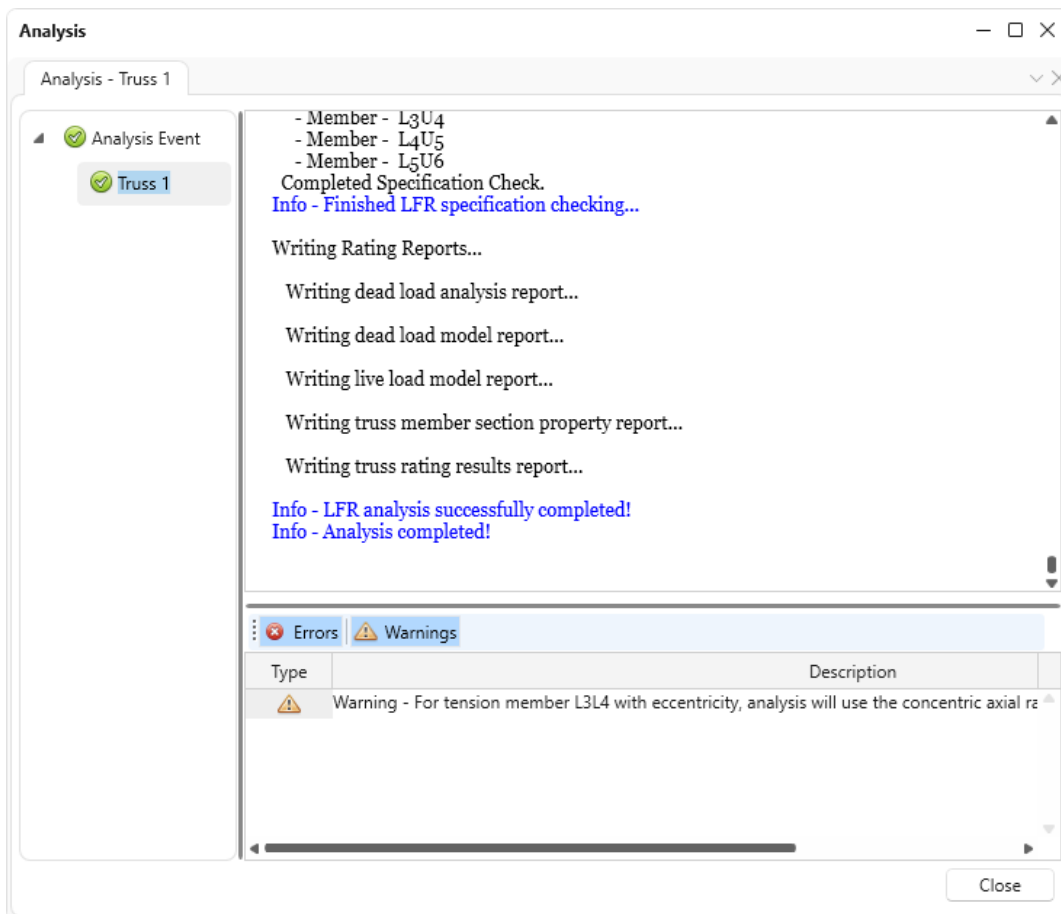 Analysis
Analysis - Truss 1
Analysis Event
Truss 1
- Member -  L3U4
- Member -  L4U5
- Member -  L5U6
Completed Specification Check.
Info - Finished LFR specification checking...
Writing Rating Reports...
Writing dead load analysis report...
Writing dead load model report...
Writing live load model report...
Writing truss member section property report...
Writing truss rating results report...
Info - LFR analysis successfully completed!
Info - Analysis completed!
Errors
Warnings
Type
Description
Warning - For tension member L3L4 with eccentricity, analysis will use the concentric axial ra
Close